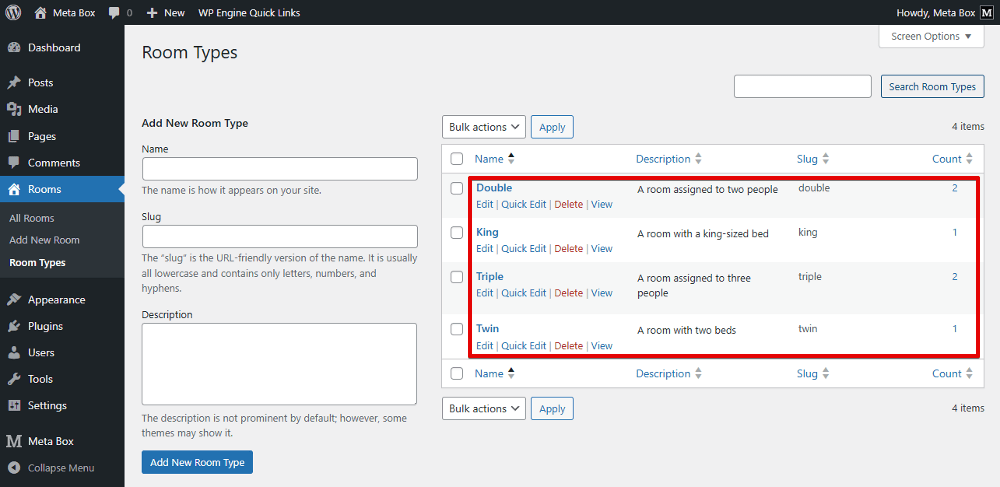 Meta Box 0 New WP Engine Quick Links Howdy, Meta Box M
Screen Options ▼
Dashboard
Posts
Media
Pages
Comments
Rooms
All Rooms
Add New Room
Room Types
Appearance
Plugins
Users
Tools
Settings
Meta Box
Collapse Menu
Room Types
Search Room Types
Add New Room Type
Name
The name is how it appears on your site.
Slug
The “slug” is the URL-friendly version of the name. It is usually
all lowercase and contains only letters, numbers, and
hyphens.
Description
The description is not prominent by default; however, some
themes may show it.
Add New Room Type
Bulk actions Apply 4 items
Name Description Slug Count
Double A room assigned to two people double 2
Edit | Quick Edit | Delete | View
King A room with a king-sized bed king 1
Edit | Quick Edit | Delete | View
Triple A room assigned to three triple 2
people
Edit | Quick Edit | Delete | View
Twin A room with two beds twin 1
Edit | Quick Edit | Delete | View
Name Description Slug Count
Bulk actions Apply 4 items